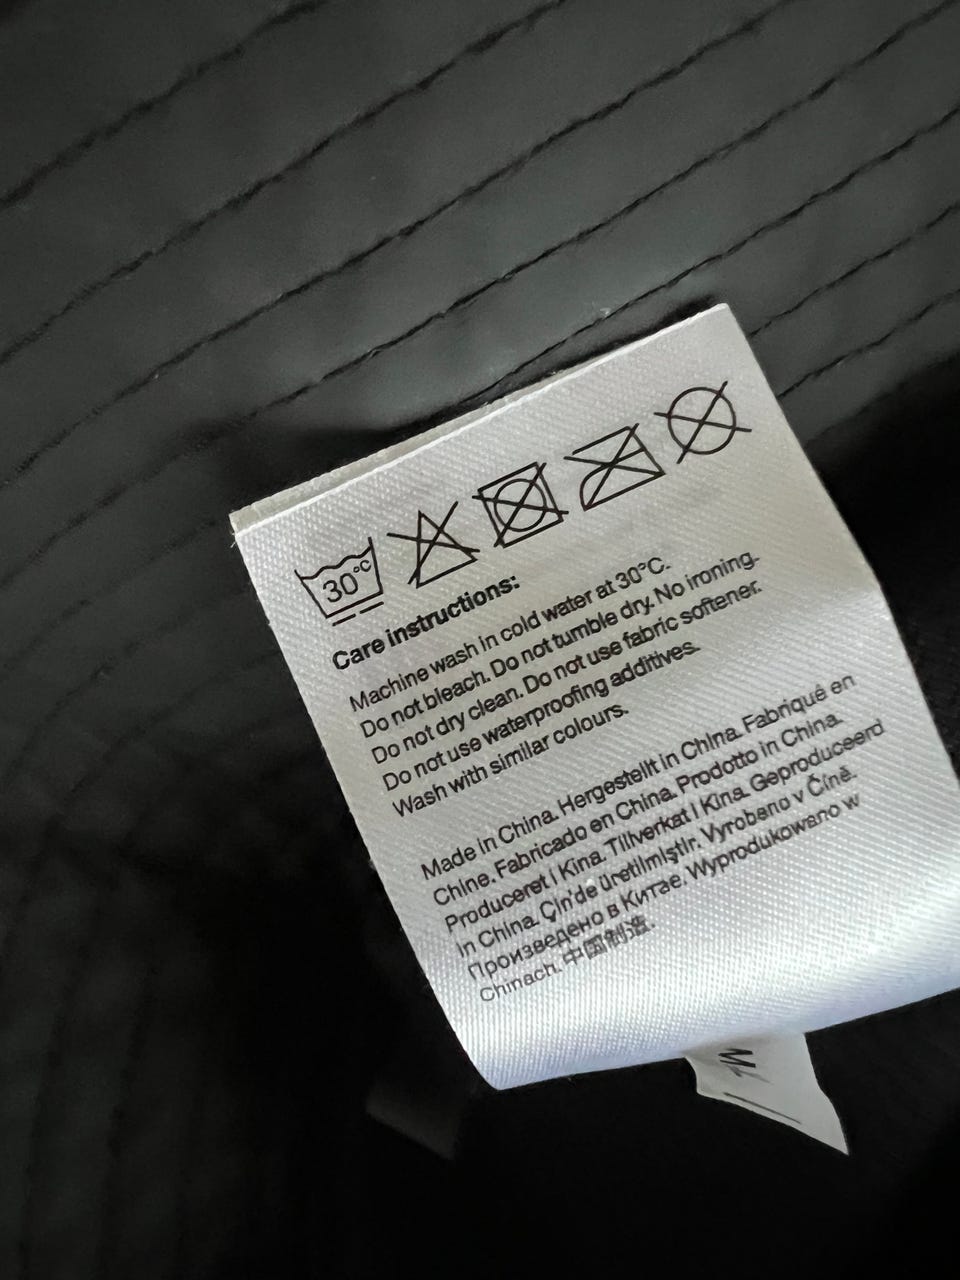 30°C
Care instructions:
Machine wash in cold water at 30°C.
Do not bleach. Do not tumble dry. No ironing.
Do not dry clean. Do not use fabric softener.
Do not use waterproofing additives.
Wash with similar colours.
Made in China. Hergestellt in China. Fabriqué en
Chine. Fabricado en China. Prodotto in China.
Produceret i Kina. Tillverkat i Kina. Geproduceerd
in China. Çin'de üretilmiştir. Vyrobeno v Číně.
Произведено в Китае. Wyprodukowano w
Chinach. 中国制造.